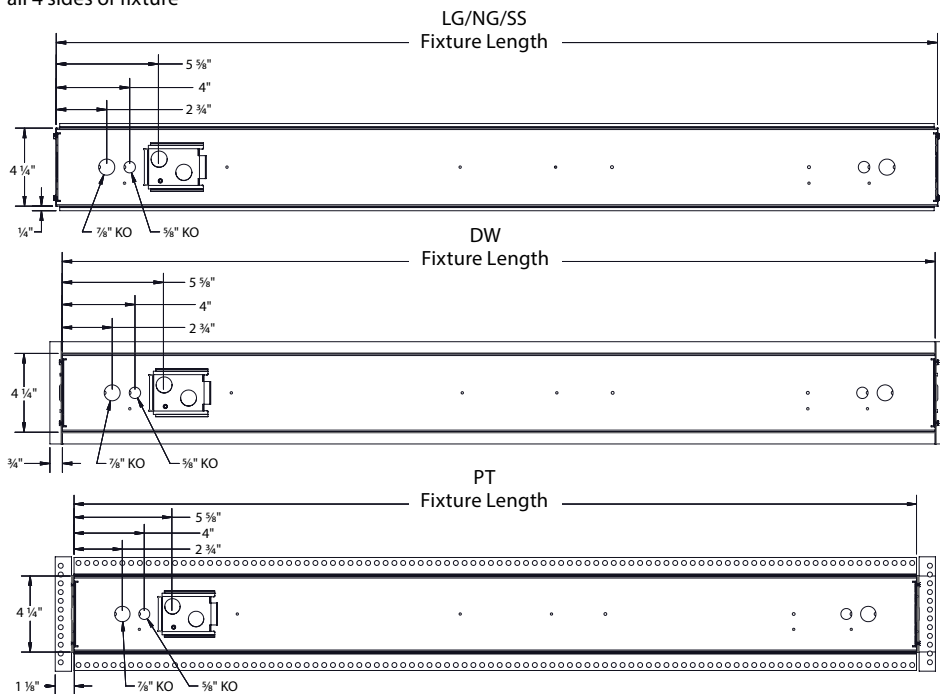 all 4 sides of fixture
LG/NG/SS
Fixture Length
5 ⅝"
4"
2 ¾"
4 ¼"
¼"
⅞" KO
⅝" KO
DW
Fixture Length
5 ⅝"
4"
2 ¾"
4 ¼"
¾"
⅞" KO
⅝" KO
PT
Fixture Length
5 ⅝"
4"
2 ¾"
4 ¼"
1 ⅛"
⅞" KO
⅝" KO